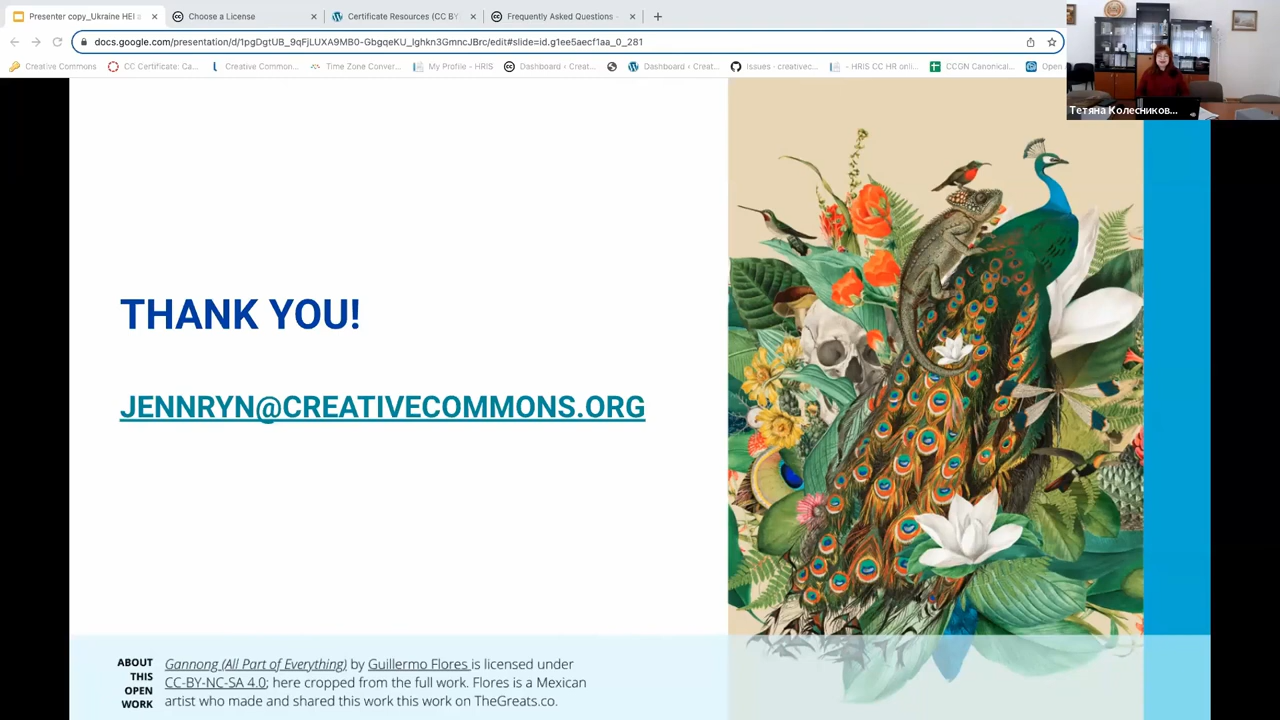 Presenter copy_Ukraine HEI a
Choose a License
Certificate Resources (CC BY
Frequently Asked Questions -
docs.google.com/presentation/d/1pgDgtUB_9qFjLUXA9MB0-GbgqeKU_Ighkn3GmncJBrc/edit#slide=id.g1ee5aecf1aa_0_281
Creative Commons
CC Certificate: Ca...
Creative Common...
Time Zone Conver...
My Profile - HRIS
Dashboard ‹ Creat...
Dashboard ‹ Creat...
Issues · creativec...
- HRIS CC HR onli...
CCGN Canonical...
Open
Тетяна Колесников...
THANK YOU!
JENNRYN@CREATIVECOMMONS.ORG
ABOUT
THIS
OPEN
WORK
Gannong (All Part of Everything) by Guillermo Flores is licensed under
CC-BY-NC-SA 4.0; here cropped from the full work. Flores is a Mexican
artist who made and shared this work this work on TheGreats.co.